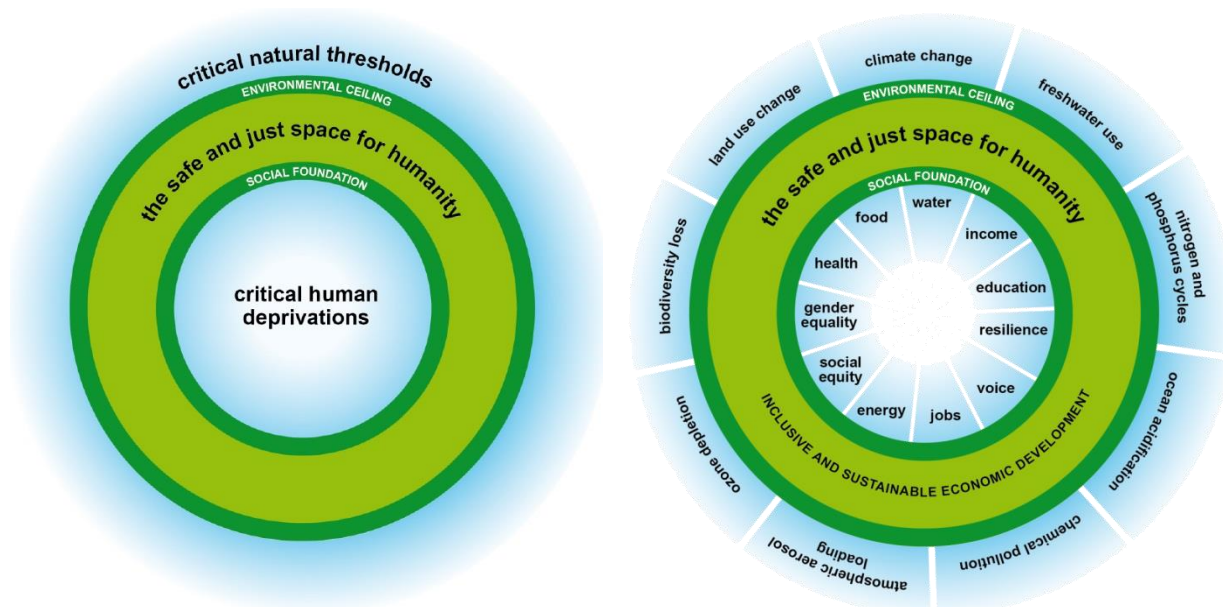 critical natural thresholds
ENVIRONMENTAL CEILING
the safe and just space for humanity
SOCIAL FOUNDATION
critical human
deprivations
climate change
freshwater use
nitrogen and
phosphorus cycles
ocean acidification
chemical pollution
atmospheric aerosol
loading
ozone depletion
biodiversity loss
land use change
ENVIRONMENTAL CEILING
the safe and just space for humanity
SOCIAL FOUNDATION
water
income
education
resilience
voice
jobs
energy
social
equity
gender
equality
health
food
INCLUSIVE AND SUSTAINABLE ECONOMIC DEVELOPMENT